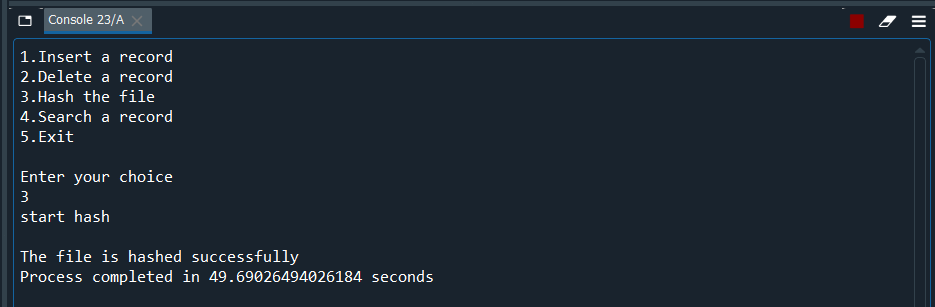 Console 23/A
1.Insert a record
2.Delete a record
3.Hash the file
4.Search a record
5.Exit
Enter your choice
3
start hash
The file is hashed successfully
Process completed in 49.69026494026184 seconds